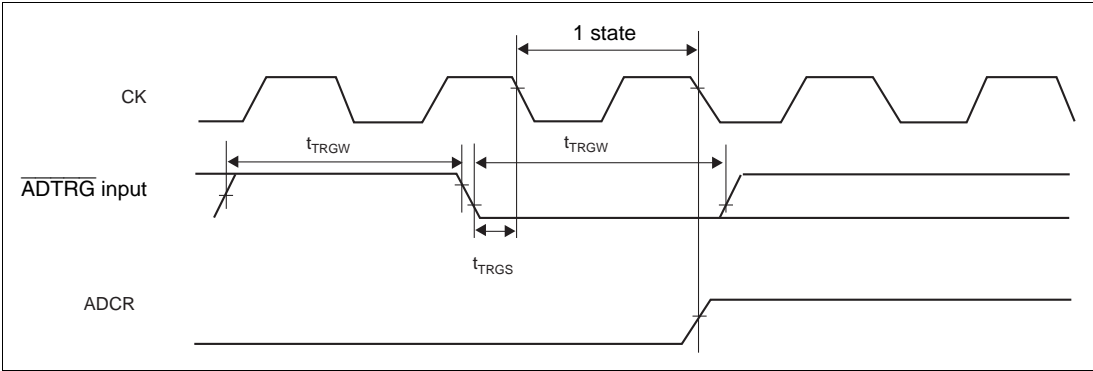 1 state
CK
tTRGW
tTRGW
ADTRG input
tTRGS
ADCR